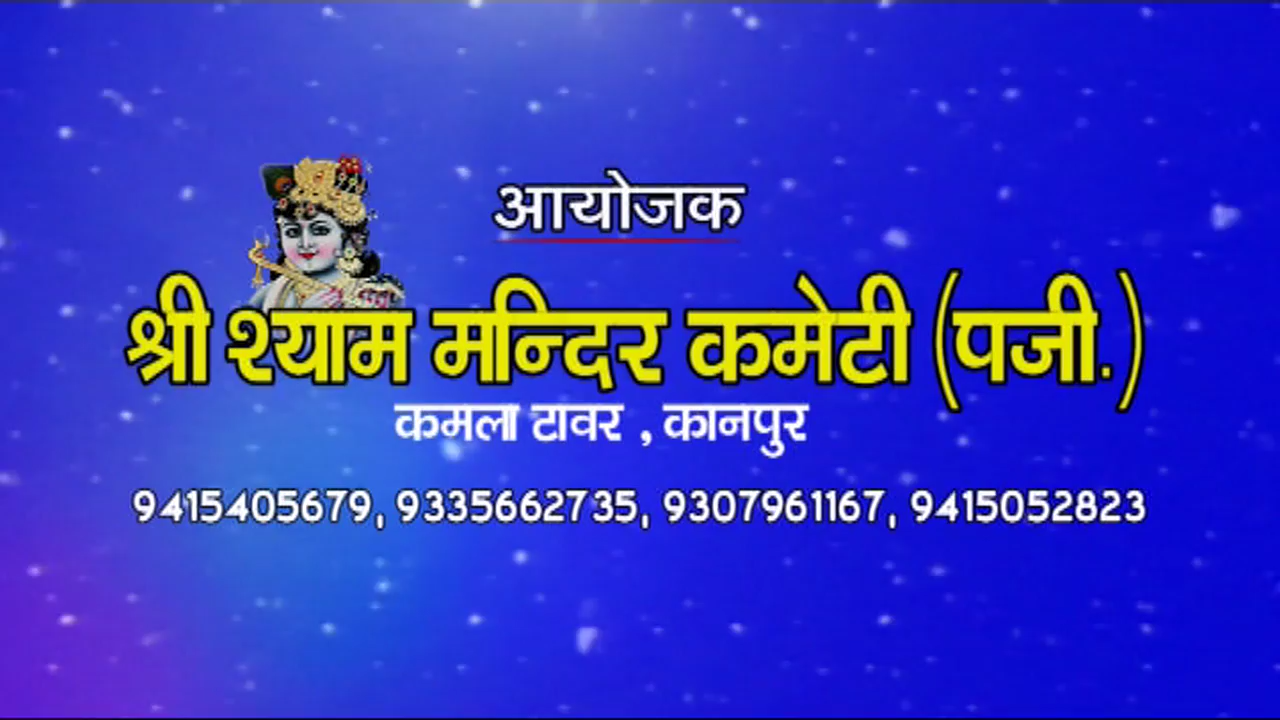 आयोजक
श्री श्याम मन्दिर कमेटी (पजी.)
कमला टावर , कानपुर
9415405679, 9335662735, 9307961167, 9415052823